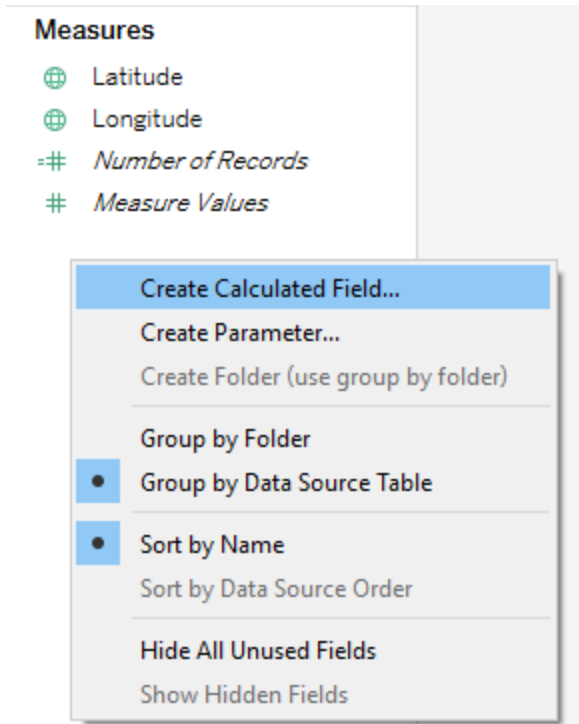 Measures
Latitude
Longitude
=# Number of Records
# Measure Values
Create Calculated Field...
Create Parameter...
Create Folder (use group by folder)
Group by Folder
Group by Data Source Table
Sort by Name
Sort by Data Source Order
Hide All Unused Fields
Show Hidden Fields